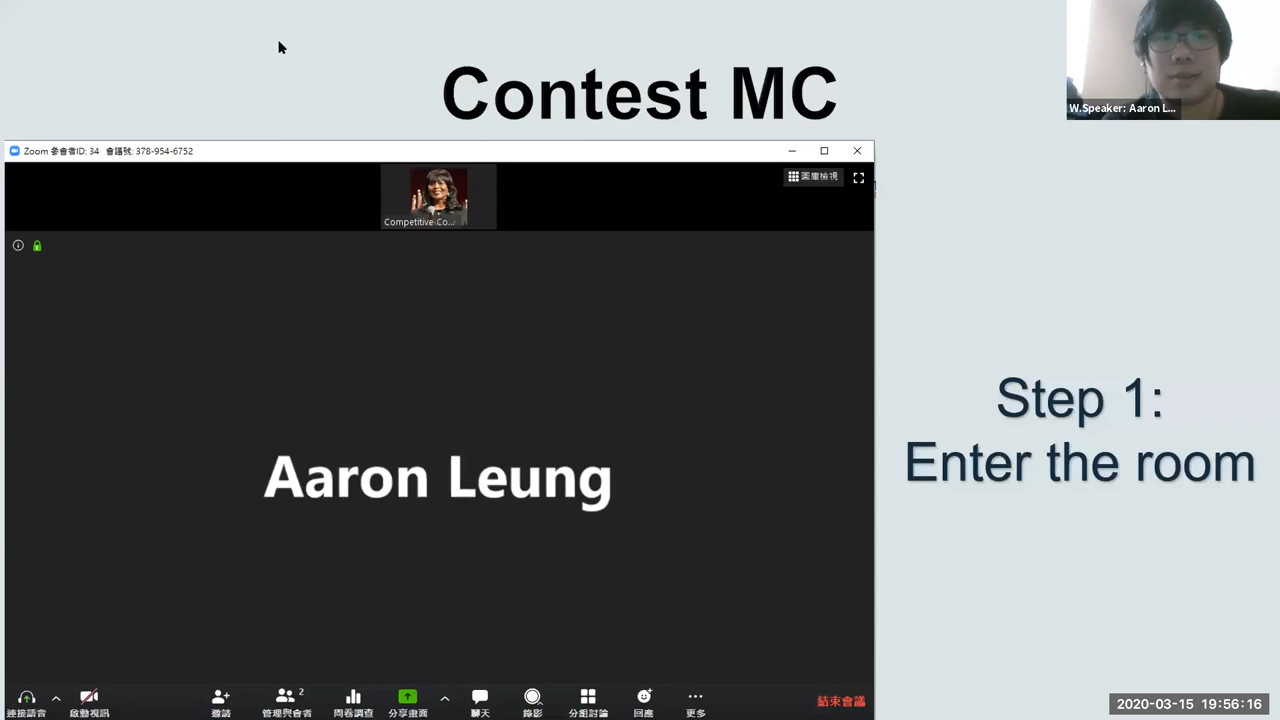 Contest MC
W.Speaker: Aaron L...
Zoom 參會者ID: 34 會議號: 378-954-6752
圖庫檢視
Competitive Co...
Aaron Leung
Step 1:
Enter the room
2
連接語音
啟動視訊
邀請
管理與會者
問卷調查
分享畫面
聊天
錄影
分組討論
回應
更多
結束會議
2020-03-15 19:56:16